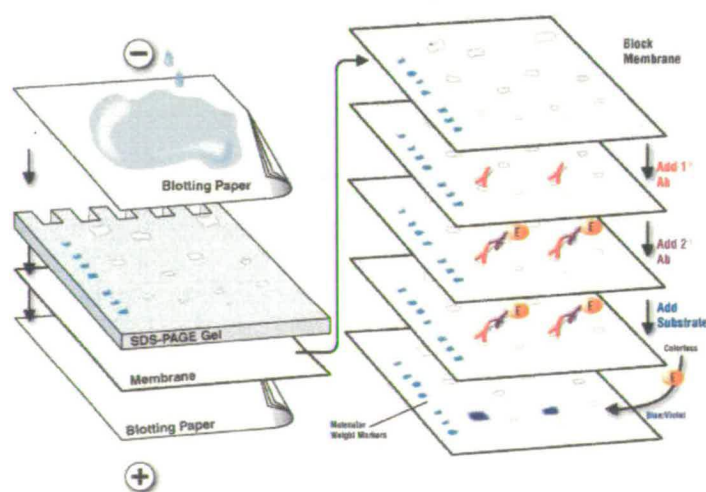 −
Blotting Paper
SDS-PAGE Gel
Membrane
Blotting Paper
+
Block
Membrane
Add 1°
Ab
Add 2°
Ab
E
E
Add
Substrate
E
E
Colorless
E
Blue/Violet
Molecular
Weight Markers